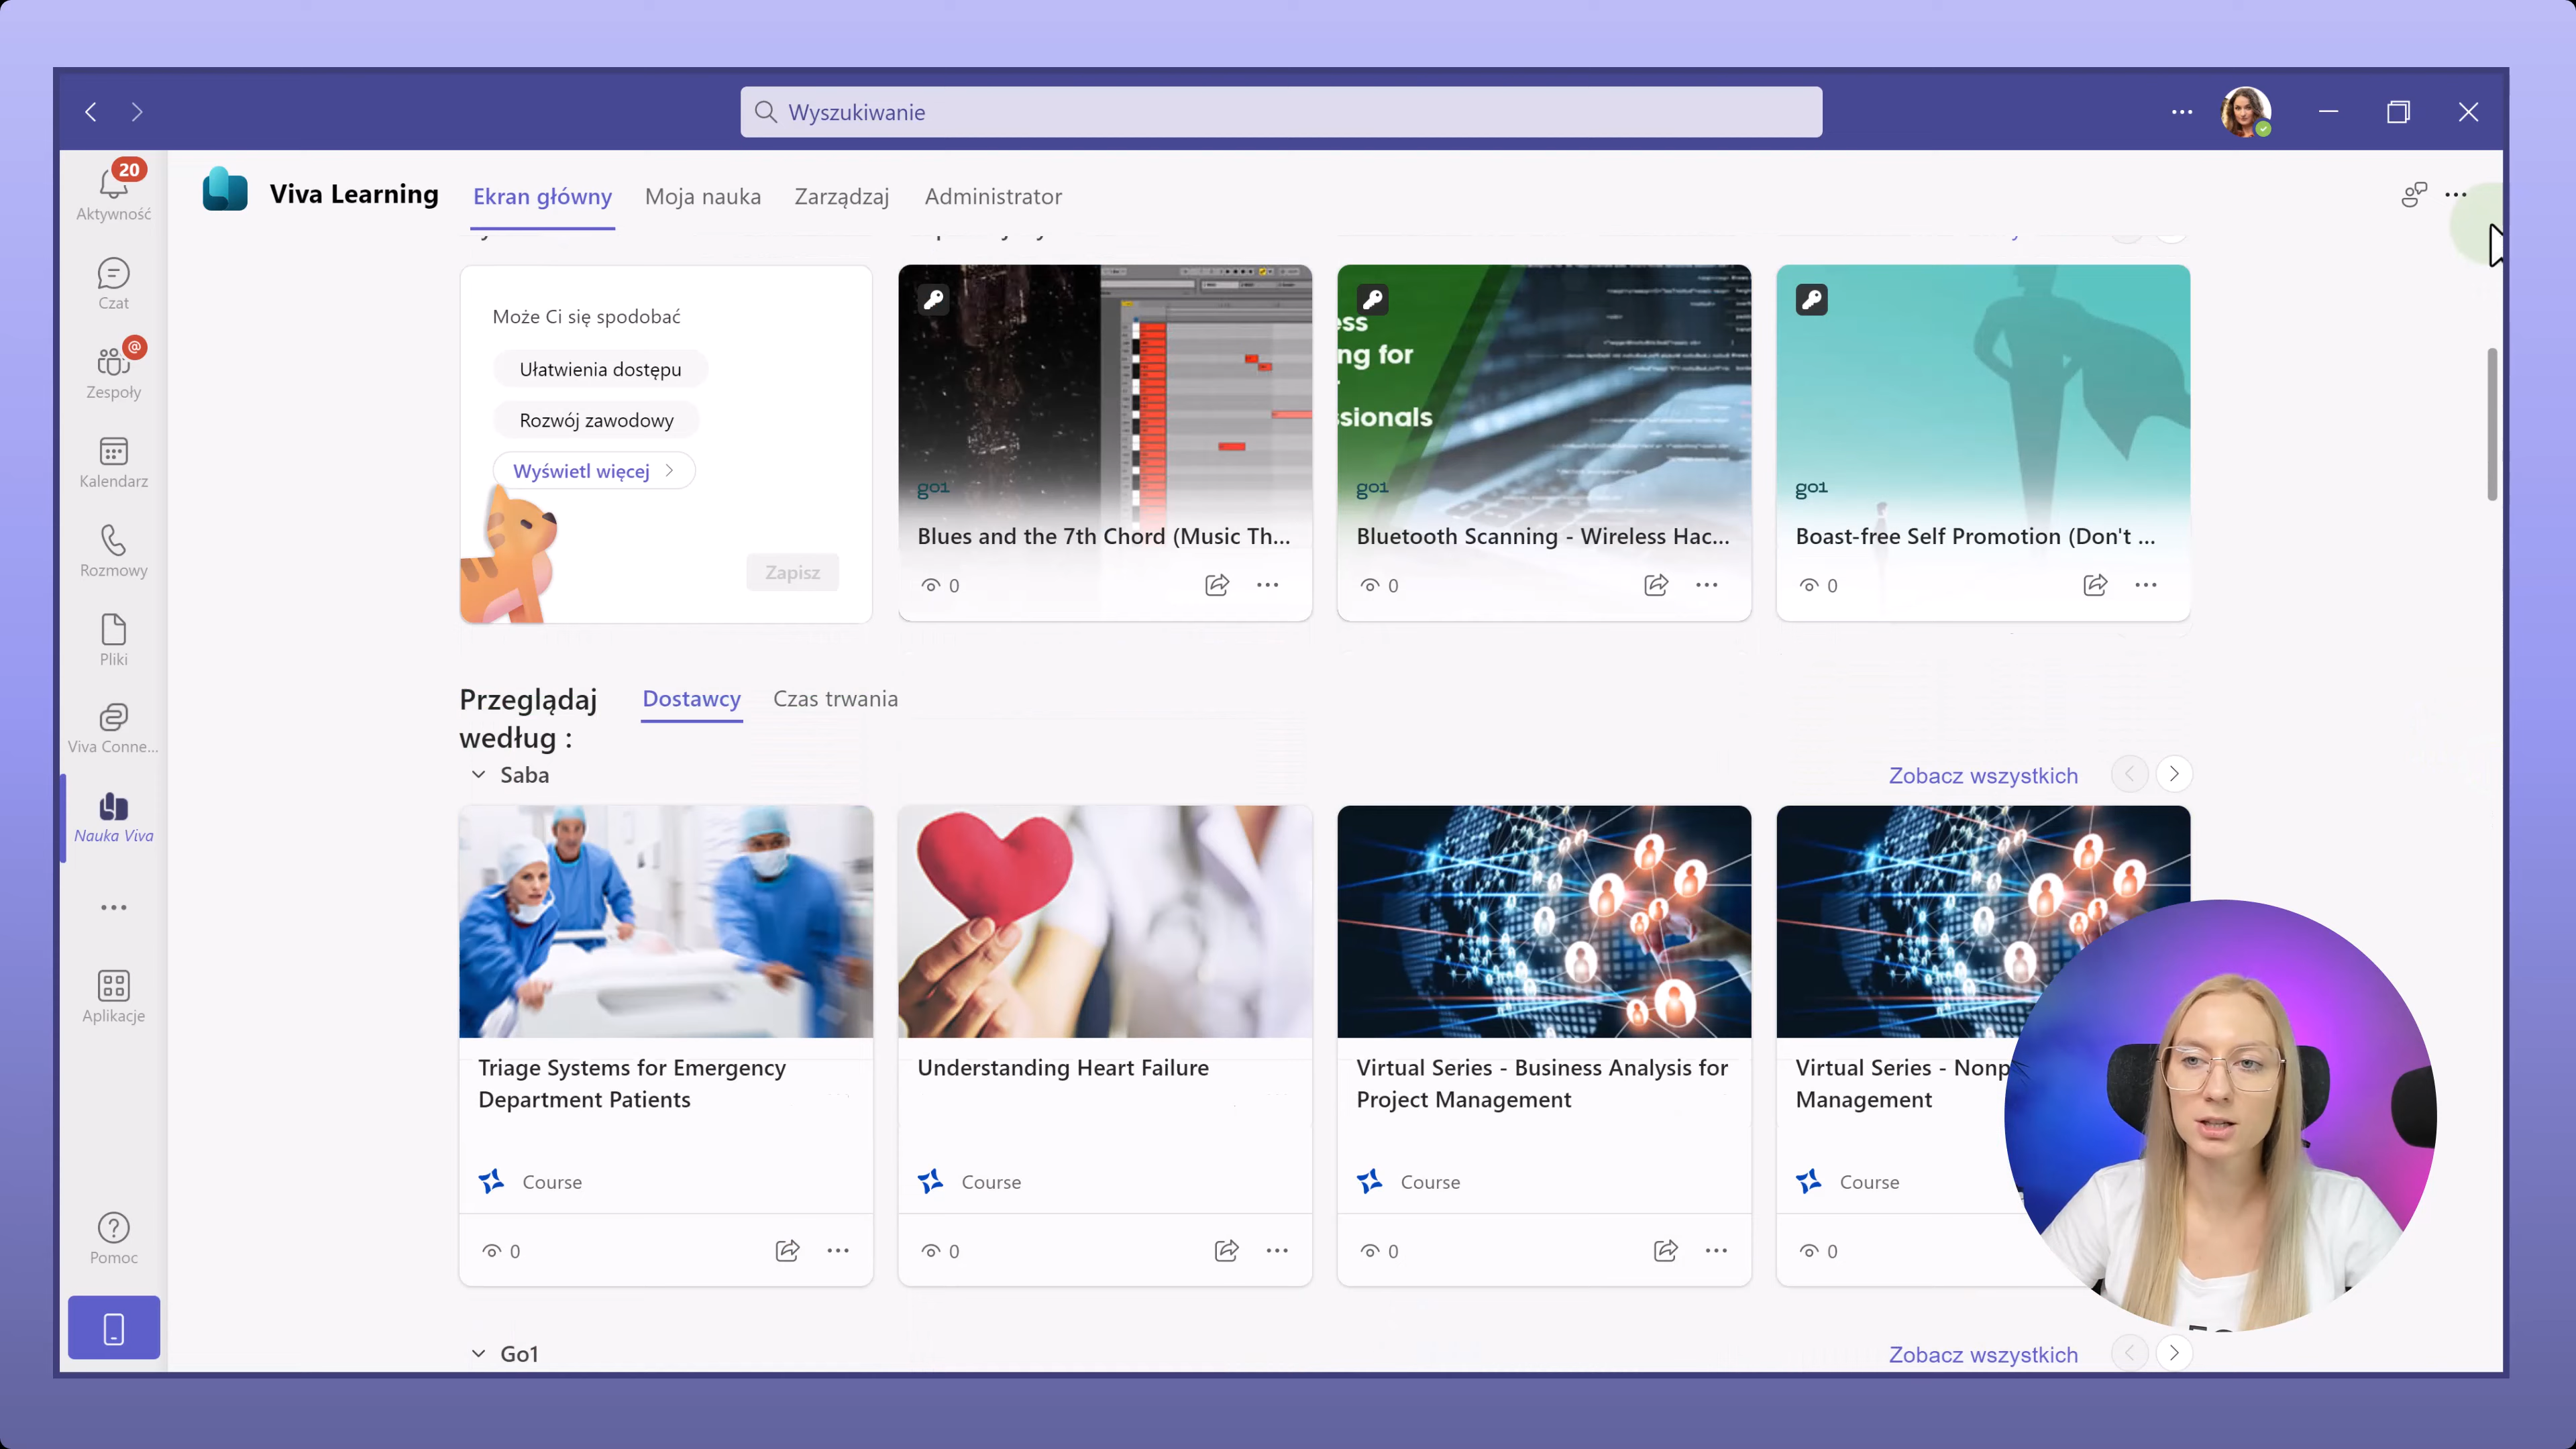 Wyszukiwanie
20
Aktywność
Czat
@
Zespoły
Kalendarz
Rozmowy
Pliki
Viva Conne...
Nauka Viva
Aplikacje
Pomoc
Viva Learning
Ekran główny
Moja nauka
Zarządzaj
Administrator
Może Ci się spodobać
Ułatwienia dostępu
Rozwój zawodowy
Wyświetl więcej
Zapisz
go1
Blues and the 7th Chord (Music Th...
0
ess
ng for
sionals
go1
Bluetooth Scanning - Wireless Hac...
0
go1
Boast-free Self Promotion (Don't ...
0
Przeglądaj
według :
Dostawcy
Czas trwania
Saba
Zobacz wszystkich
Triage Systems for Emergency
Department Patients
Course
0
Understanding Heart Failure
Course
0
Virtual Series - Business Analysis for
Project Management
Course
0
Virtual Series - Nonp
Management
Course
0
Go1
Zobacz wszystkich